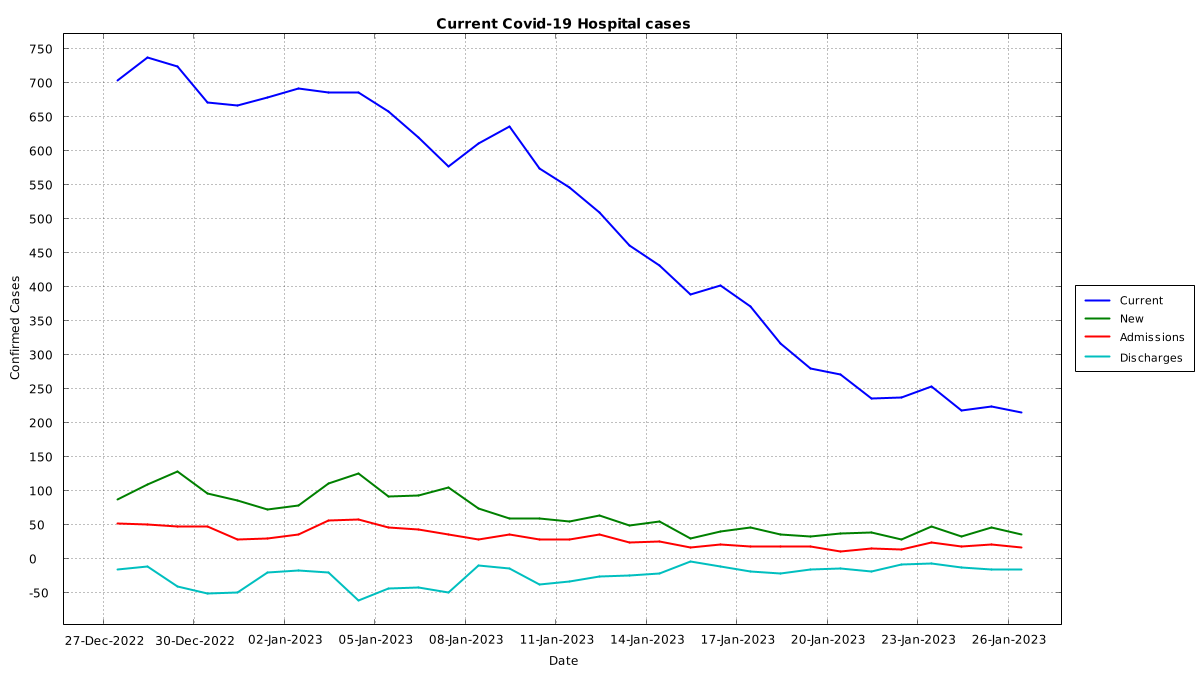 Current Covid-19 Hospital cases
750
700
650
600
550
500
450
400
350
300
250
200
150
100
50
0
-50
Confirmed Cases
27-Dec-2022 30-Dec-2022 02-Jan-2023 05-Jan-2023 08-Jan-2023 11-Jan-2023 14-Jan-2023 17-Jan-2023 20-Jan-2023 23-Jan-2023 26-Jan-2023
Date
Current
New
Admissions
Discharges